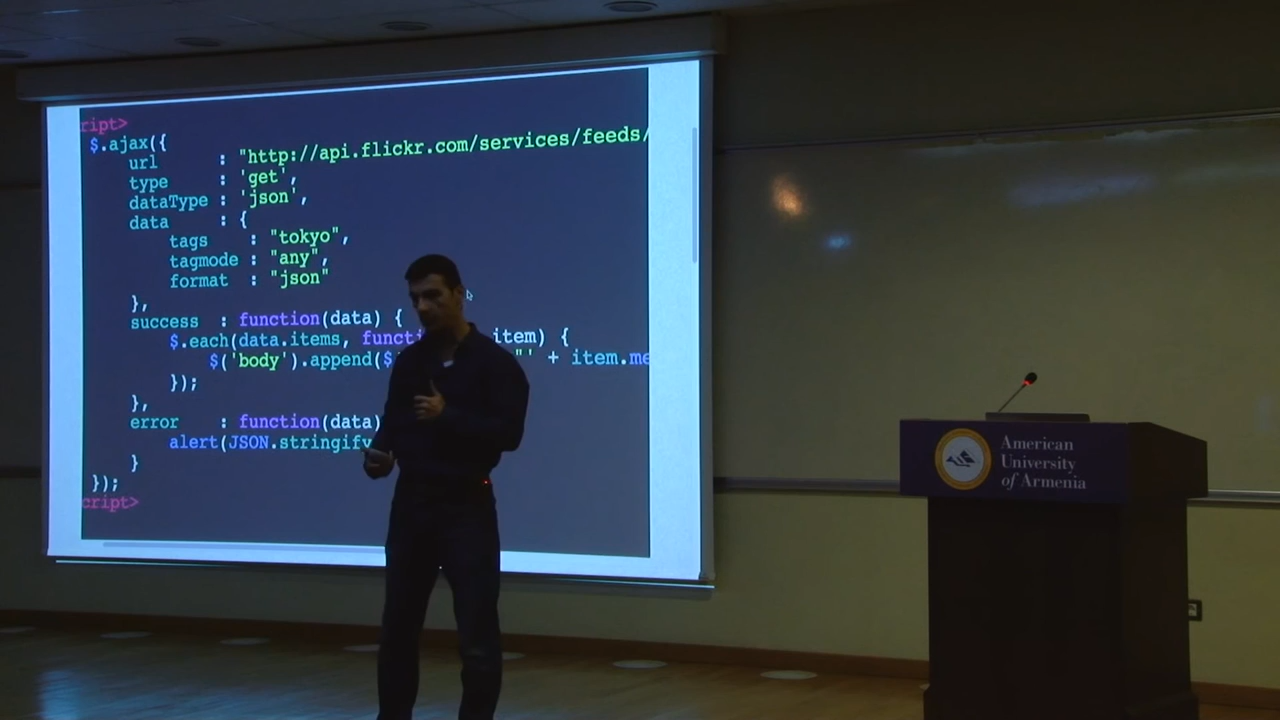 ript>
$.ajax({
url : "http://api.flickr.com/services/feeds/
type : 'get',
dataType : 'json',
data : {
tags : "tokyo",
tagmode : "any",
format : "json"
},
success : function(data) {
$.each(data.items, functi item) {
$('body').append($ "' + item.me
});
},
error : function(data)
alert(JSON.stringify
}
});
cript>
American
University
of Armenia